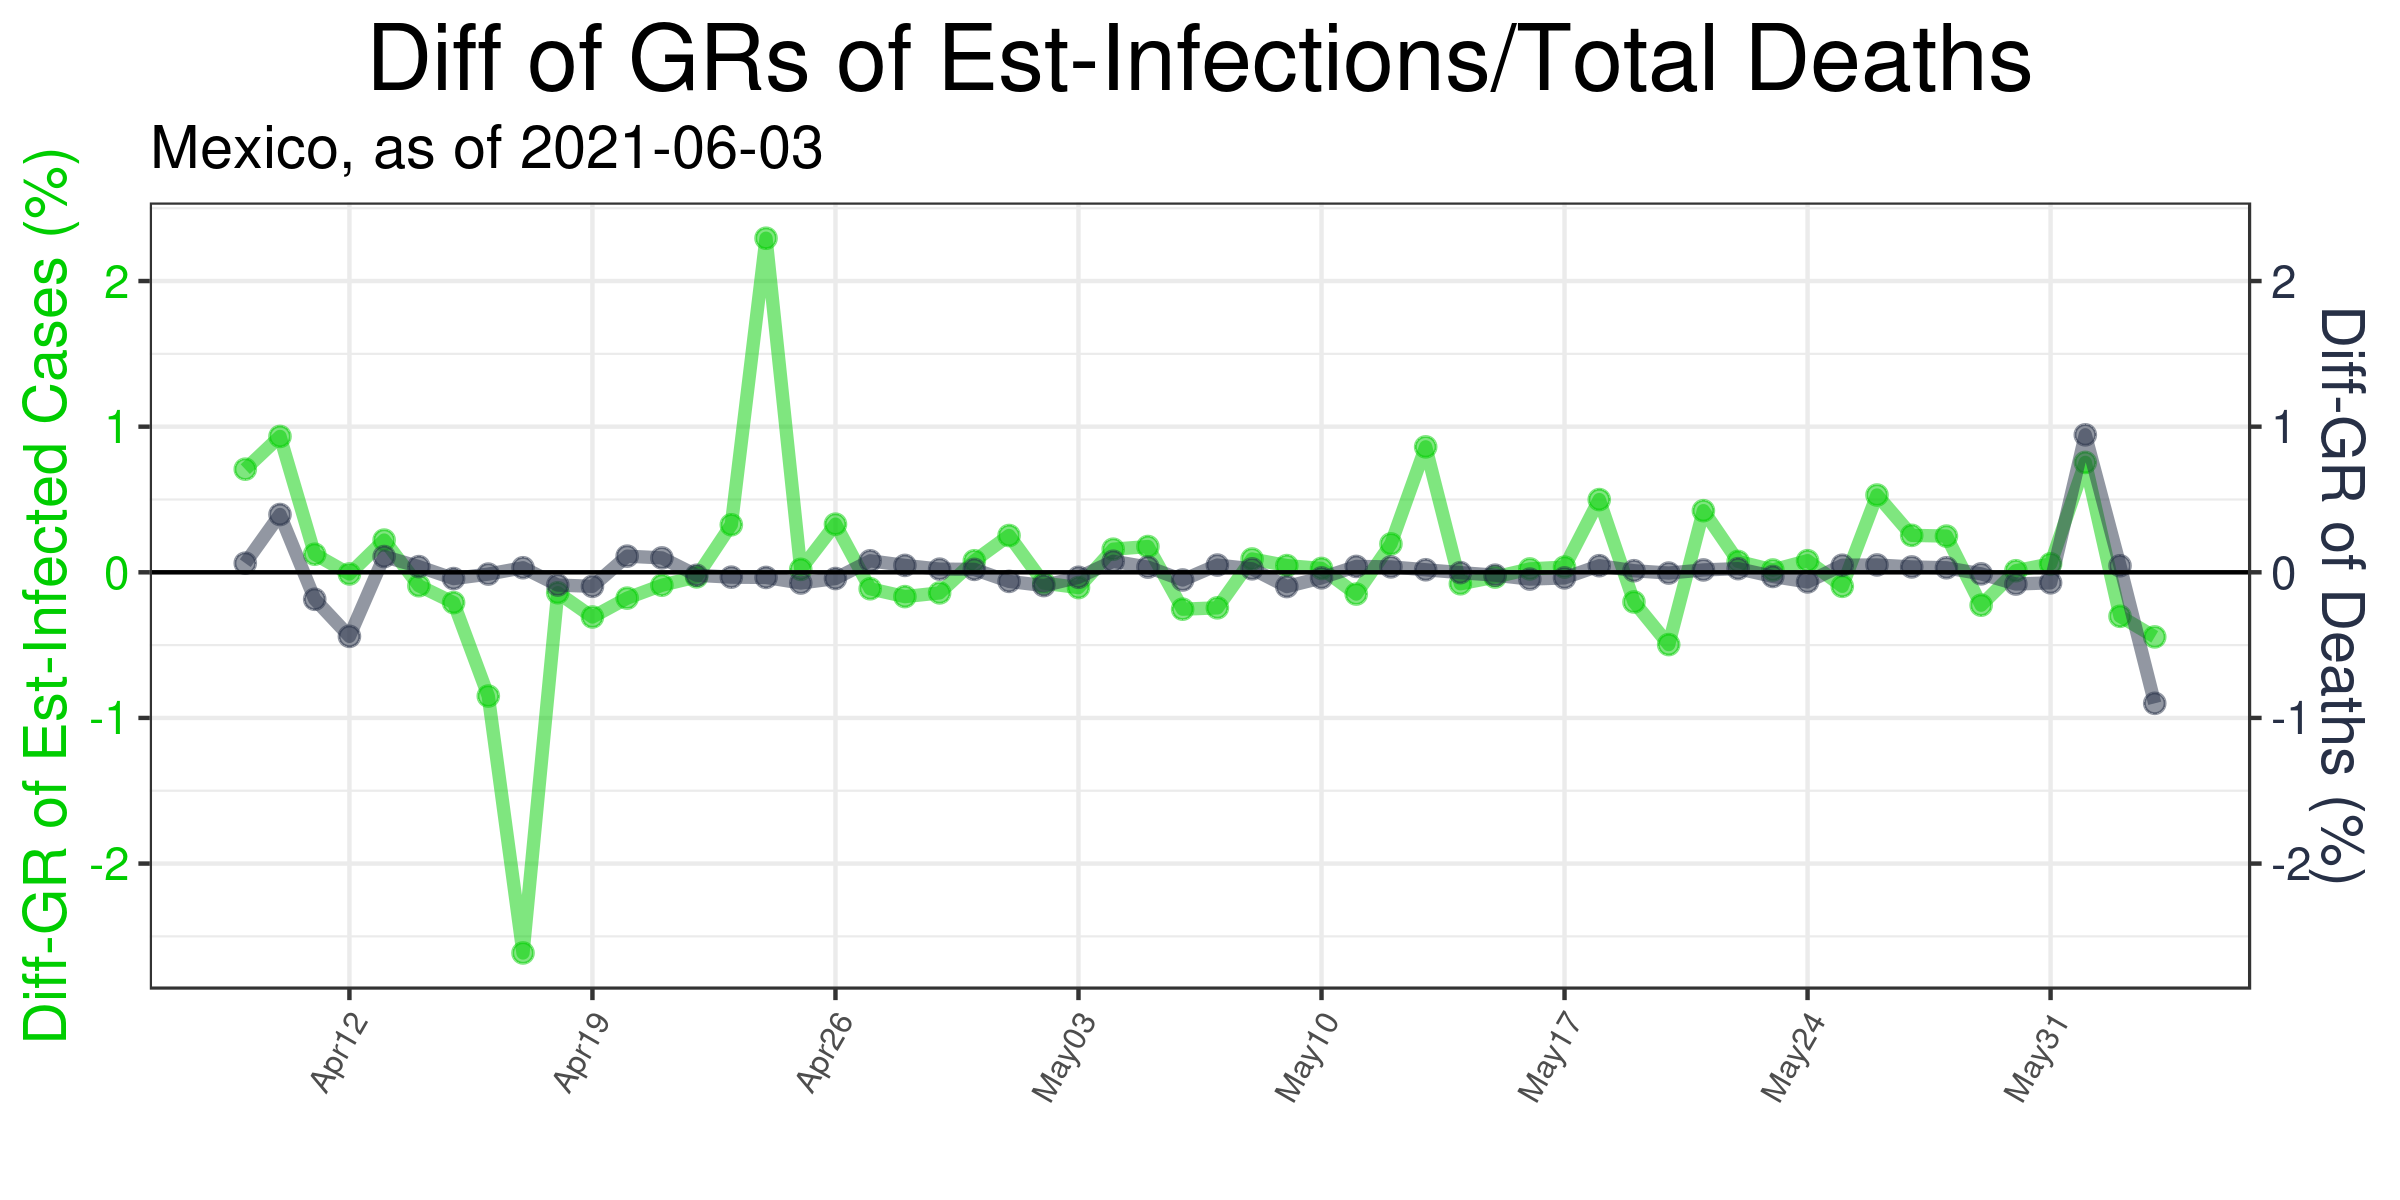 Diff of GRs of Est-Infections/Total Deaths
Mexico, as of 2021-06-03
Diff-GR of Est-Infected Cases (%)
2
1
0
-1
-2
2
1
0
-1
-2
Diff-GR of Deaths (%)
Apr12
Apr19
Apr26
May03
May10
May17
May24
May31